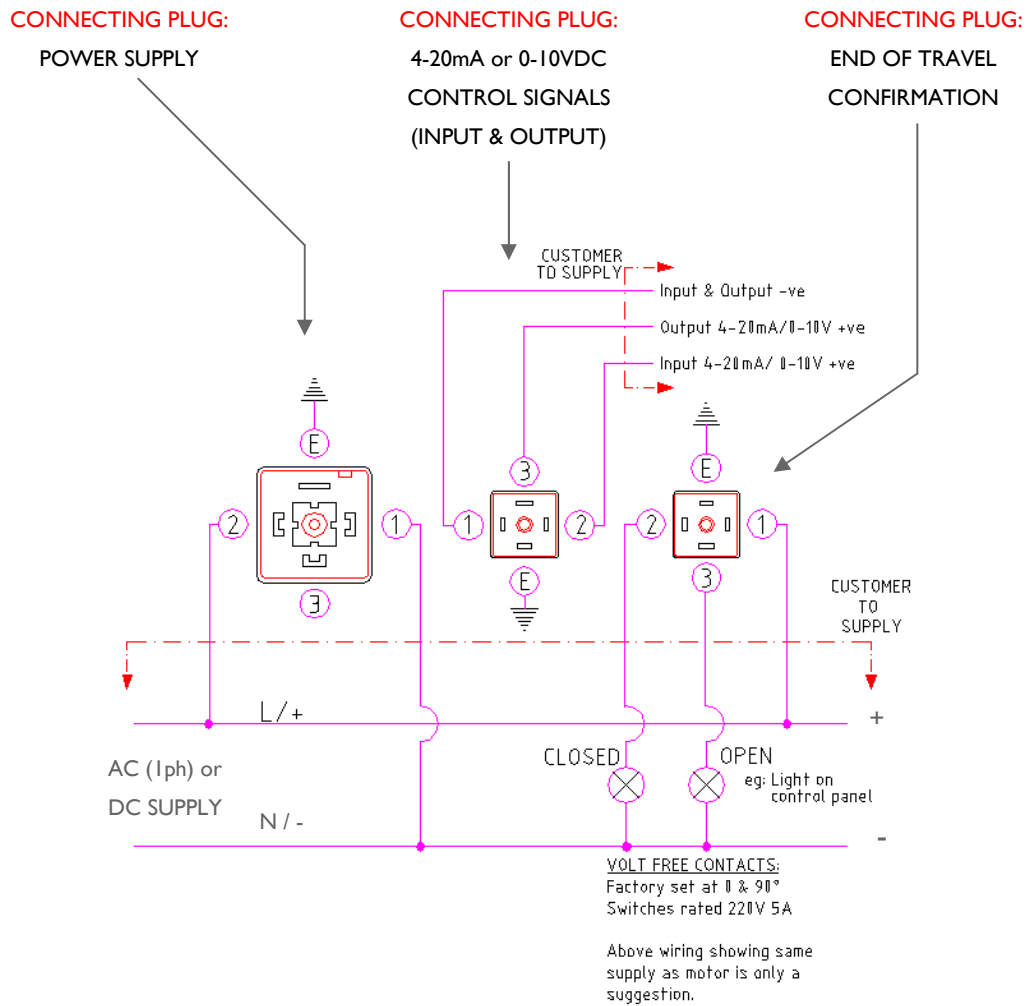 CONNECTING PLUG:
POWER SUPPLY
CONNECTING PLUG:
4-20mA or 0-10VDC
CONTROL SIGNALS
(INPUT & OUTPUT)
CONNECTING PLUG:
END OF TRAVEL
CONFIRMATION
CUSTOMER
TO SUPPLY
Input & Output -ve
Output 4-20mA/0-10V +ve
Input 4-20mA/ 0-10V +ve
E
2
1
3
3
1
2
E
E
2
1
3
CUSTOMER
TO
SUPPLY
L/+
+
AC (1ph) or
DC SUPPLY
N / -
-
CLOSED
OPEN
eg: Light on
control panel
VOLT FREE CONTACTS:
Factory set at 0 & 90°
Switches rated 220V 5A
Above wiring showing same
supply as motor is only a
suggestion.